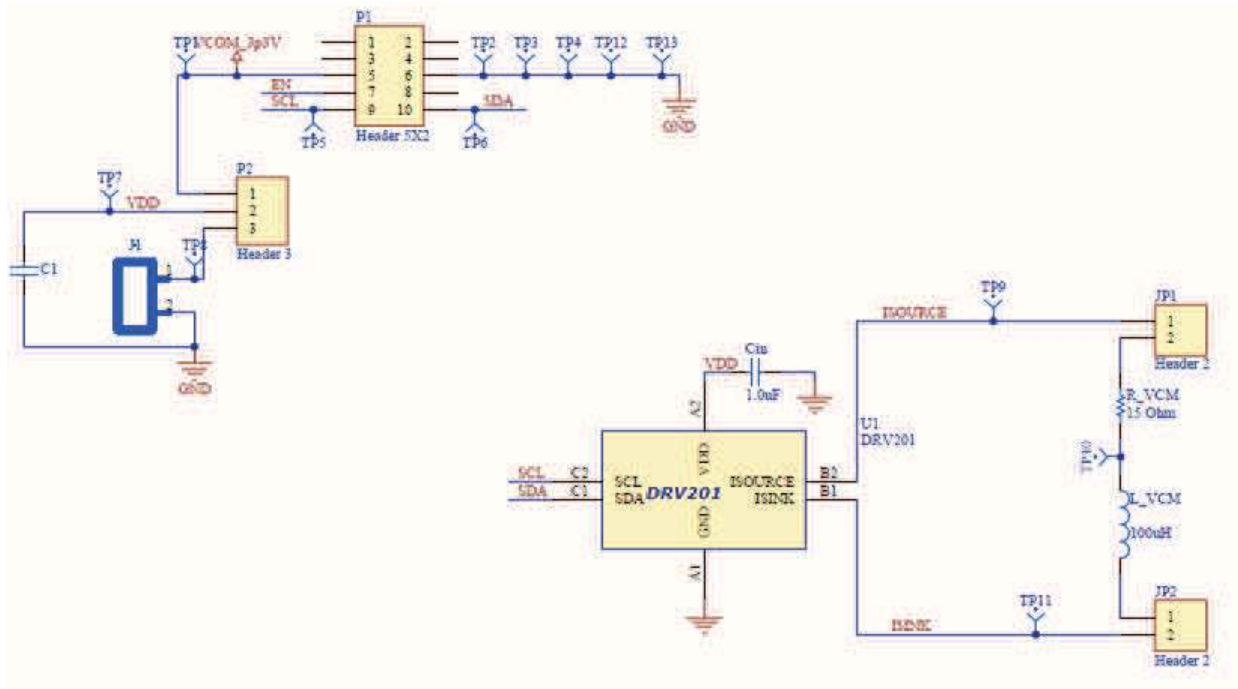 P1
TP1 VCOM_3p3V
1 2
3 4
5 6
7 8
9 10
TP2 TP3 TP4 TP12 TP13
EN
SCL
SDA
GND
TP5
Header 5X2
TP6
P2
TP7
VDD
1
2
3
Header 3
C1
TP8
1
2
GND
TP9
ISOURCE
JP1
1
2
Header 2
Cin
VDD
1.0uF
R_VCM
15 Ohm
A2
U1
DRV201
TP10
SCL C2
SDA C1
SCL
SDA
VDD
DRV201
GND
ISOURCE
ISINK
B2
B1
L_VCM
100uH
A1
TP11
ISINK
JP2
1
2
Header 2